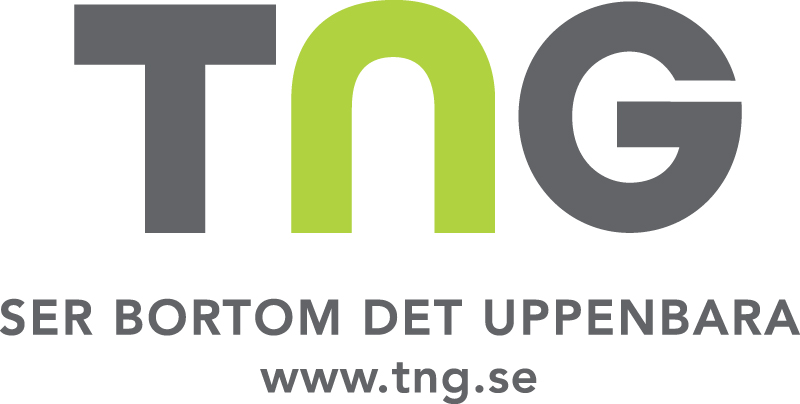 TNG
SER BORTOM DET UPPENBARA
www.tng.se